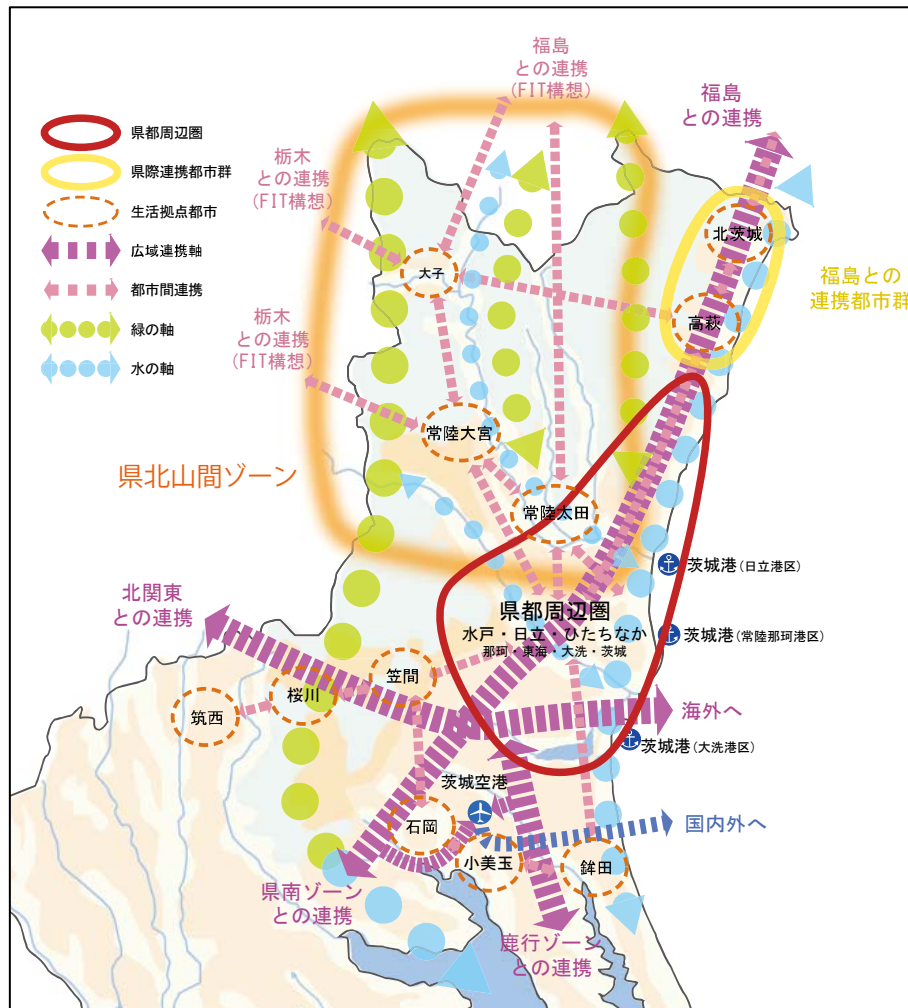 福島
との連携
(FIT構想)
福島
との連携
県都周辺圏
県際連携都市群
生活拠点都市
広域連携軸
都市間連携
緑の軸
水の軸
栃木
との連携
(FIT構想)
北茨城
大子
福島との
連携都市群
高萩
栃木
との連携
(FIT構想)
常陸大宮
県北山間ゾーン
常陸太田
茨城港(日立港区)
北関東
との連携
県都周辺圏
水戸・日立・ひたちなか
那珂・東海・大洗・茨城
茨城港(常陸那珂港区)
笠間
桜川
筑西
海外へ
茨城港(大洗港区)
茨城空港
石岡
国内外へ
小美玉
鉾田
県南ゾーン
との連携
鹿行ゾーン
との連携